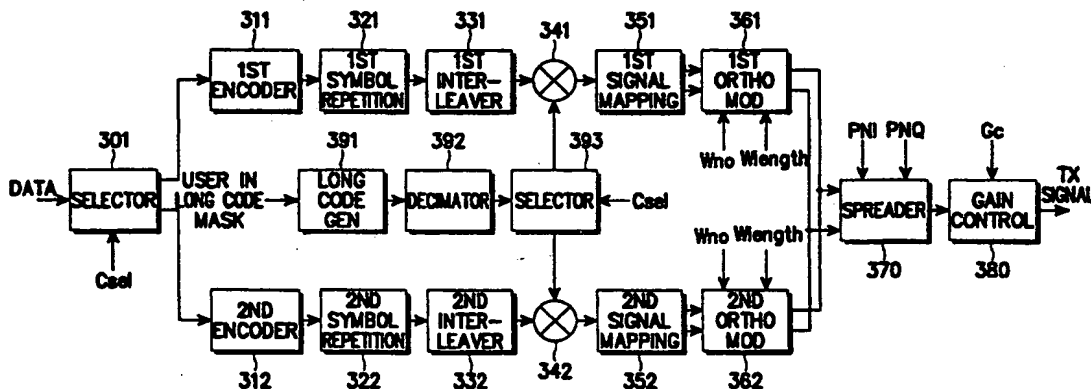 311
321
331
341
351
361
1ST
ENCODER
1ST
SYMBOL
REPETITION
1ST
INTER-
LEAVER
1ST
SIGNAL
MAPPING
1ST
ORTHO
MOD
301
391
392
393
Wno Wlength
PNI PNQ
Gc
DATA
SELECTOR
USER IN
LONG CODE
MASK
LONG
CODE
GEN
DECIMATOR
SELECTOR
Csel
SPREADER
GAIN
CONTROL
TX
SIGNAL
Csel
Wno Wlength
370
380
2ND
ENCODER
2ND
SYMBOL
REPETITION
2ND
INTER-
LEAVER
2ND
SIGNAL
MAPPING
2ND
ORTHO
MOD
312
322
332
342
352
362